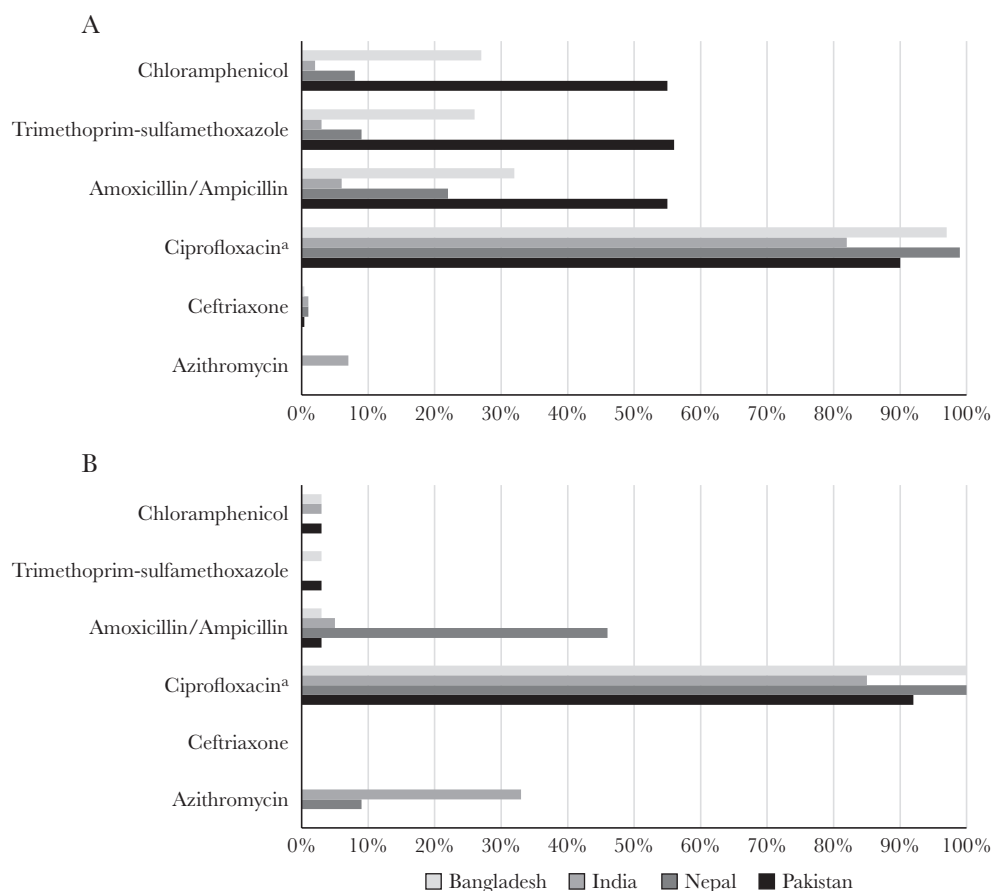 A
Chloramphenicol
Trimethoprim-sulfamethoxazole
Amoxicillin/Ampicillin
Ciprofloxacinᵃ
Ceftriaxone
Azithromycin
0% 10% 20% 30% 40% 50% 60% 70% 80% 90% 100%
B
Chloramphenicol
Trimethoprim-sulfamethoxazole
Amoxicillin/Ampicillin
Ciprofloxacinᵃ
Ceftriaxone
Azithromycin
0% 10% 20% 30% 40% 50% 60% 70% 80% 90% 100%
Bangladesh India Nepal Pakistan